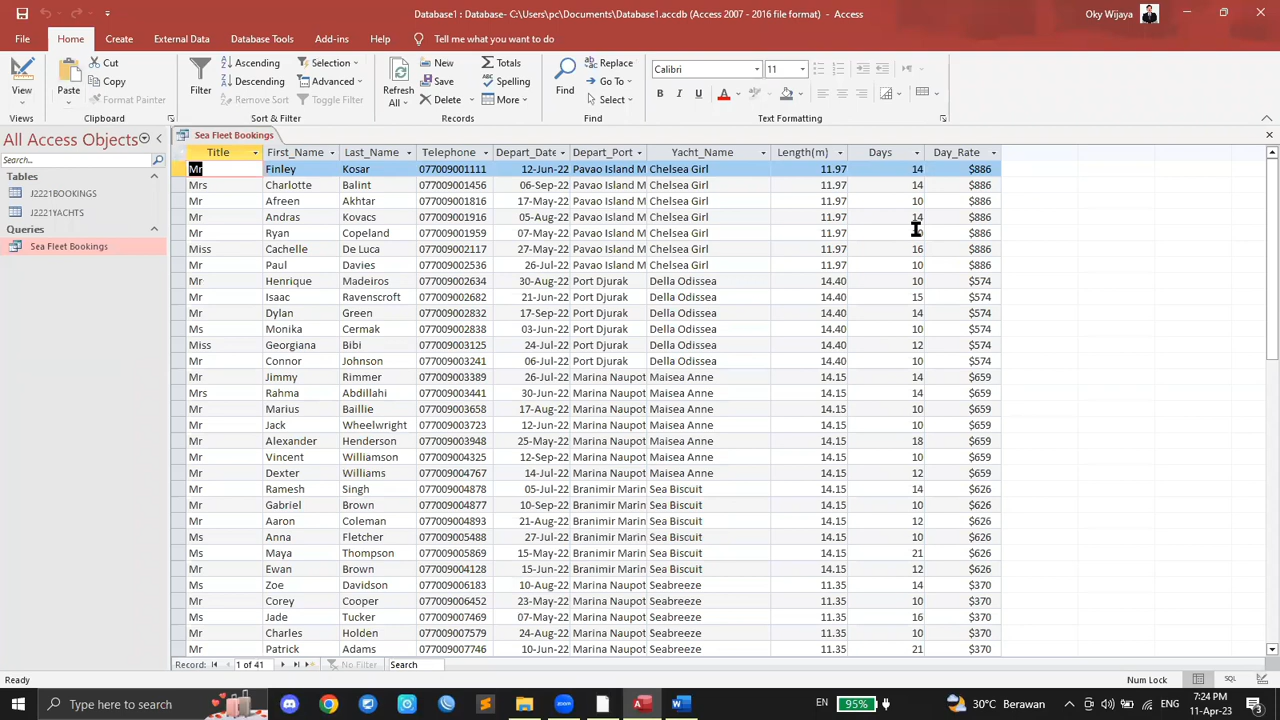 Database1 : Database- C:\Users\pc\Documents\Database1.accdb (Access 2007 - 2016 file format) - Access
Oky Wijaya
File Home Create External Data Database Tools Add-ins Help Tell me what you want to do
View Paste Cut Copy Format Painter Filter Ascending Descending Remove Sort Selection Advanced Toggle Filter Refresh All New Save Delete Totals Spelling More Find Replace Go To Select Calibri 11 B I U A
Views Clipboard Sort & Filter Records Find Text Formatting
All Access Objects
Search...
Tables
J2221BOOKINGS
J2221YACHTS
Queries
Sea Fleet Bookings
Sea Fleet Bookings
Title First_Name Last_Name Telephone Depart_Date Depart_Port Yacht_Name Length(m) Days Day_Rate
Mr Finley Kosar 077009001111 12-Jun-22 Pavao Island M Chelsea Girl 11.97 14 $886
Mrs Charlotte Balint 077009001456 06-Sep-22 Pavao Island M Chelsea Girl 11.97 14 $886
Mr Afreen Akhtar 077009001816 17-May-22 Pavao Island M Chelsea Girl 11.97 10 $886
Mr Andras Kovacs 077009001916 05-Aug-22 Pavao Island M Chelsea Girl 11.97 14 $886
Mr Ryan Copeland 077009001959 07-May-22 Pavao Island M Chelsea Girl 11.97 $886
Miss Cachelle De Luca 077009002117 27-May-22 Pavao Island M Chelsea Girl 11.97 16 $886
Mr Paul Davies 077009002536 26-Jul-22 Pavao Island M Chelsea Girl 11.97 10 $886
Mr Henrique Madeiros 077009002634 30-Aug-22 Port Djurak Della Odissea 14.40 10 $574
Mr Isaac Ravenscroft 077009002682 21-Jun-22 Port Djurak Della Odissea 14.40 15 $574
Mr Dylan Green 077009002832 17-Sep-22 Port Djurak Della Odissea 14.40 14 $574
Ms Monika Cermak 077009002838 03-Jun-22 Port Djurak Della Odissea 14.40 10 $574
Miss Georgiana Bibi 077009003125 24-Jul-22 Port Djurak Della Odissea 14.40 12 $574
Mr Connor Johnson 077009003241 06-Jul-22 Port Djurak Della Odissea 14.40 10 $574
Mr Jimmy Rimmer 077009003389 26-Jul-22 Marina Naupot Maisea Anne 14.15 14 $659
Mrs Rahma Abdillahi 077009003441 30-Jun-22 Marina Naupot Maisea Anne 14.15 14 $659
Mr Marius Baillie 077009003658 17-Aug-22 Marina Naupot Maisea Anne 14.15 10 $659
Mr Jack Wheelwright 077009003723 12-Jun-22 Marina Naupot Maisea Anne 14.15 10 $659
Mr Alexander Henderson 077009003948 25-May-22 Marina Naupot Maisea Anne 14.15 18 $659
Mr Vincent Williamson 077009004325 12-Sep-22 Marina Naupot Maisea Anne 14.15 10 $659
Mr Dexter Williams 077009004767 14-Jul-22 Marina Naupot Maisea Anne 14.15 12 $659
Mr Ramesh Singh 077009004878 05-Jul-22 Branimir Marin Sea Biscuit 14.15 14 $626
Mr Gabriel Brown 077009004877 10-Sep-22 Branimir Marin Sea Biscuit 14.15 10 $626
Mr Aaron Coleman 077009004893 21-Aug-22 Branimir Marin Sea Biscuit 14.15 12 $626
Ms Anna Fletcher 077009005488 27-Jul-22 Branimir Marin Sea Biscuit 14.15 10 $626
Ms Maya Thompson 077009005869 15-May-22 Branimir Marin Sea Biscuit 14.15 21 $626
Mr Ewan Brown 077009004128 15-Jun-22 Branimir Marin Sea Biscuit 14.15 12 $626
Ms Zoe Davidson 077009006183 10-Aug-22 Marina Naupot Seabreeze 11.35 14 $370
Mr Corey Cooper 077009006452 23-May-22 Marina Naupot Seabreeze 11.35 10 $370
Ms Jade Tucker 077009007469 07-May-22 Marina Naupot Seabreeze 11.35 16 $370
Mr Charles Holden 077009007579 24-Aug-22 Marina Naupot Seabreeze 11.35 10 $370
Mr Patrick Adams 077009007746 10-Jun-22 Marina Naupot Seabreeze 11.35 21 $370
Record: 1 of 41 No Filter Search
Ready Num Lock SQL
Type here to search
EN 95% 30°C Berawan 7:24 PM
11-Apr-23